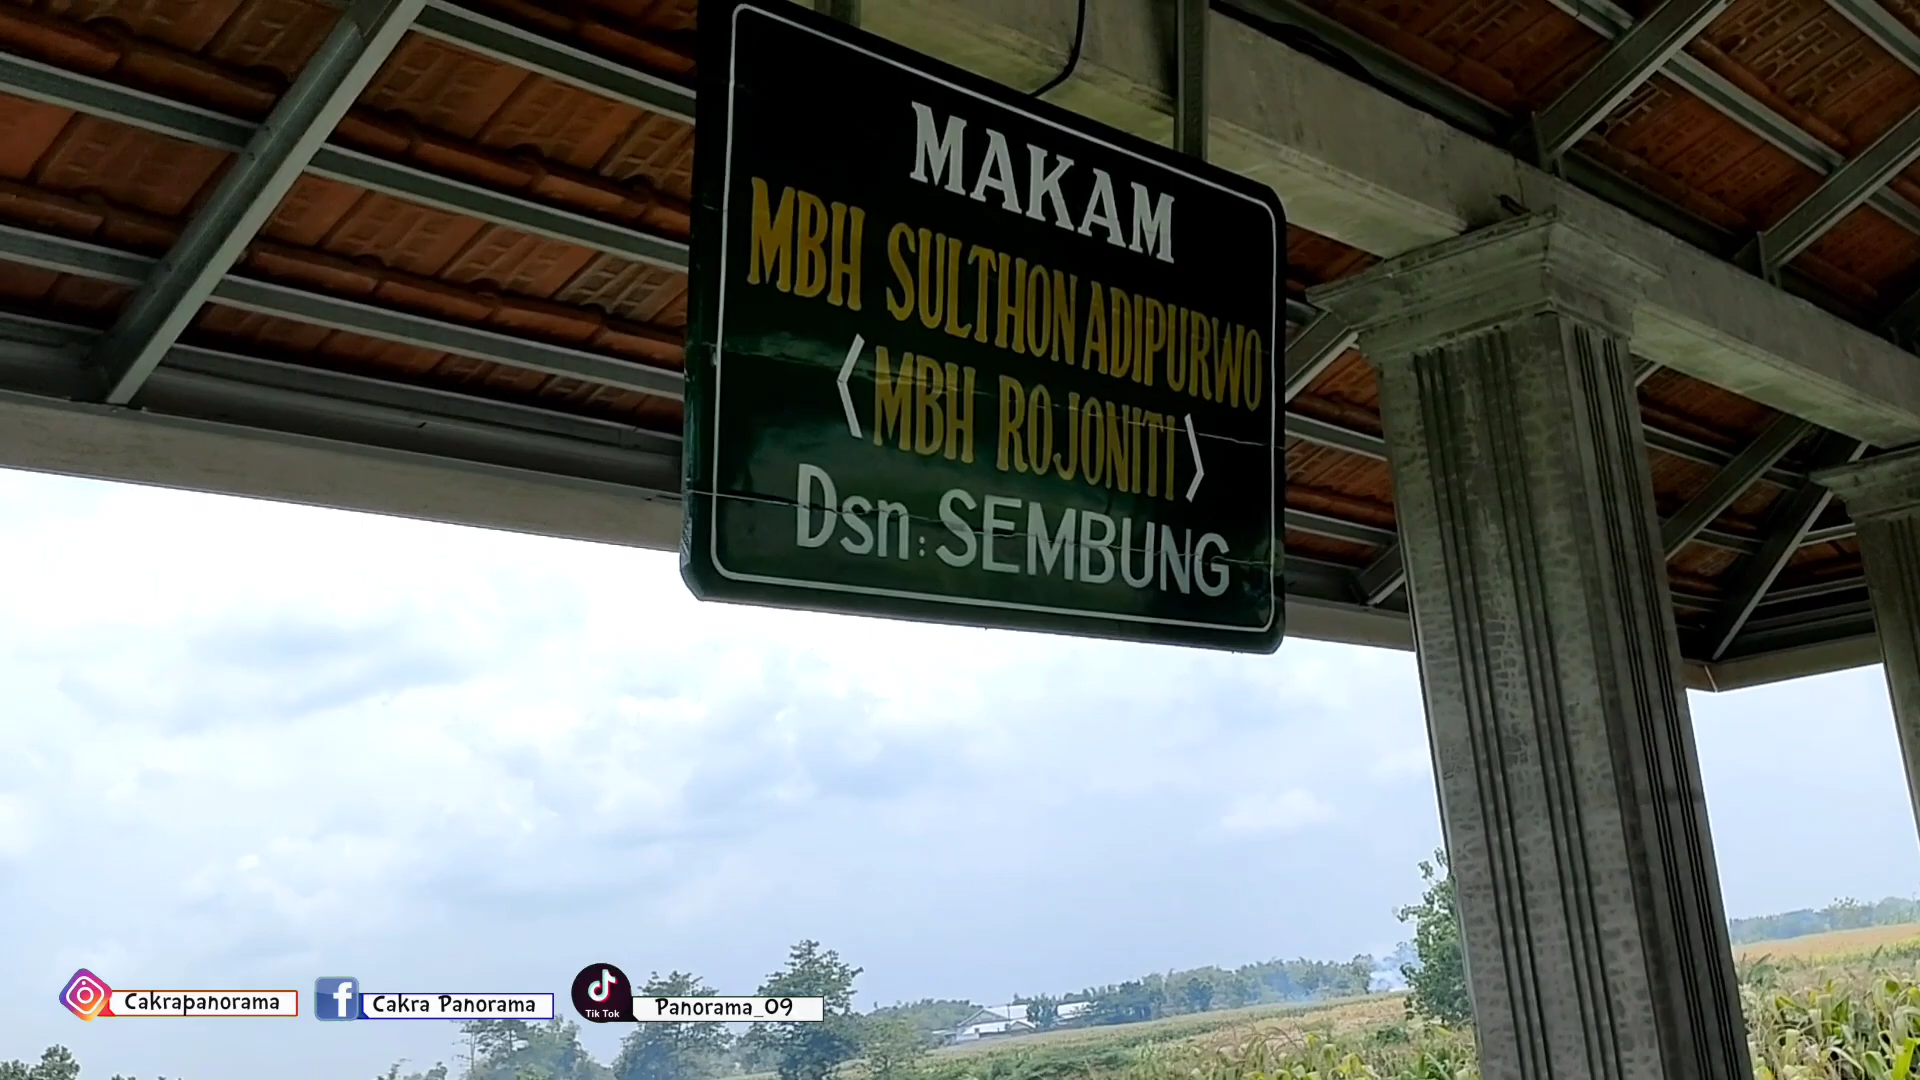 MAKAM
MBH SULTHON ADIPURWO
(MBH ROJONITI)
Dsn: SEMBUNG
Cakrapanorama
Cakra Panorama
Tik Tok
Panorama_09